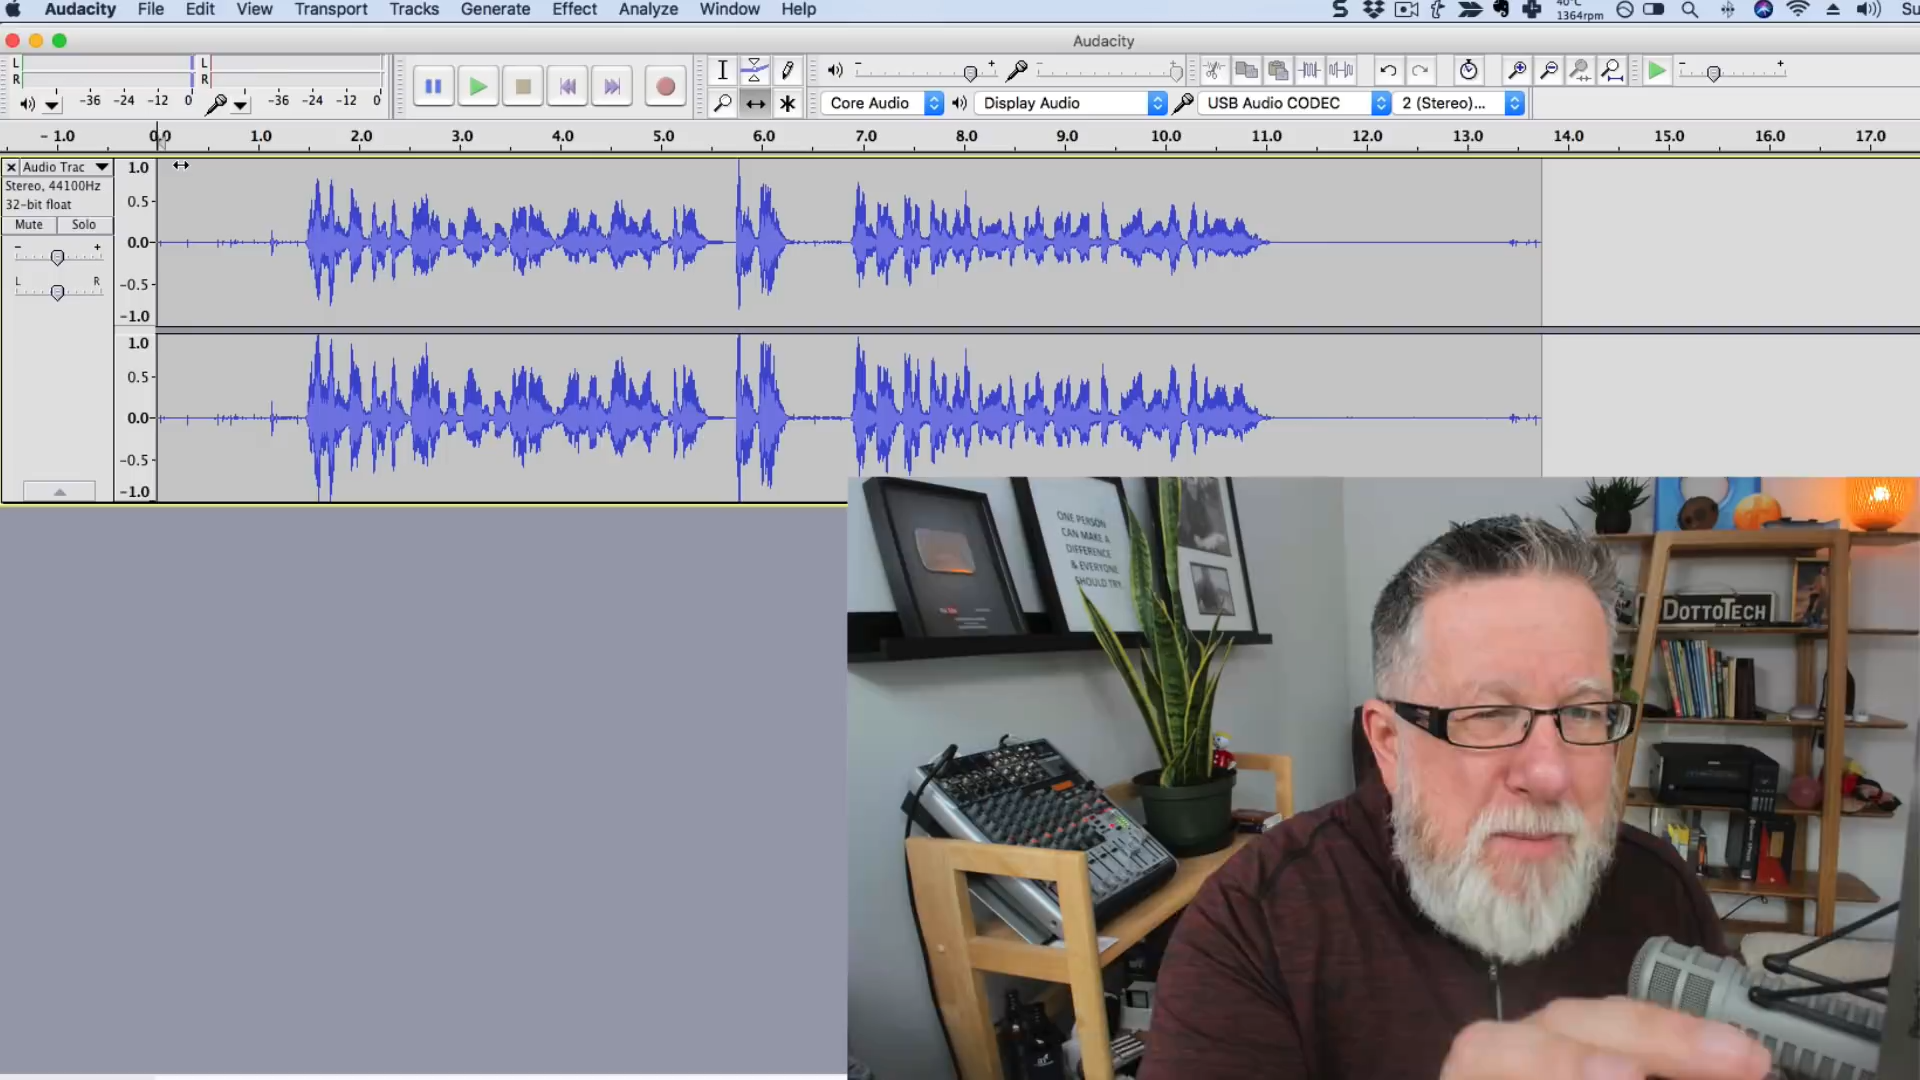 Audacity File Edit View Transport Tracks Generate Effect Analyze Window Help
40°C
1364rpm
Su
Audacity
L
R
L
R
-36 -24 -12 0
-36 -24 -12 0
Core Audio
Display Audio
USB Audio CODEC
2 (Stereo)...
- 1.0 0.0 1.0 2.0 3.0 4.0 5.0 6.0 7.0 8.0 9.0 10.0 11.0 12.0 13.0 14.0 15.0 16.0 17.0
Audio Trac
Stereo, 44100Hz
32-bit float
Mute Solo
- +
L R
1.0
0.5
0.0
-0.5
-1.0
1.0
0.5
0.0
-0.5
-1.0
ONE PERSON
CAN MAKE A
DIFFERENCE
& EVERYONE
SHOULD TRY.
DOTTOTECH